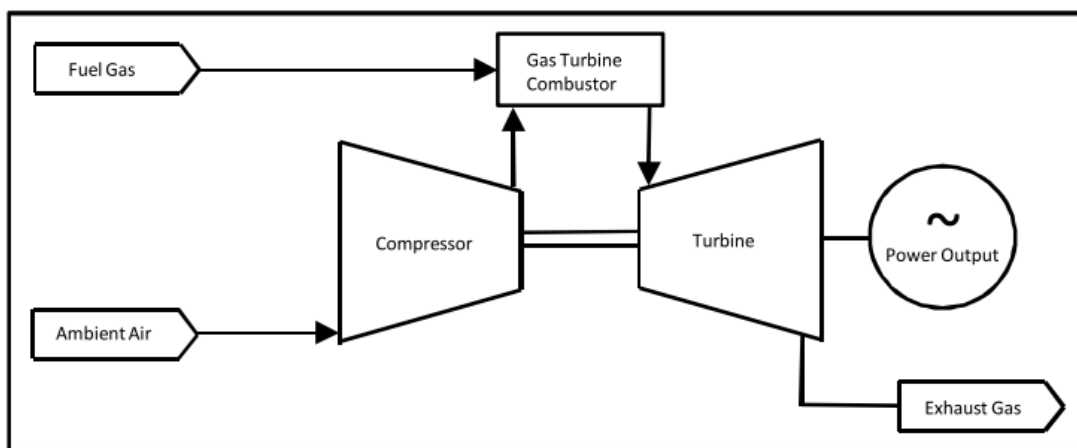 Fuel Gas
Gas Turbine
Combustor
Compressor
Turbine
~
Power Output
Ambient Air
Exhaust Gas